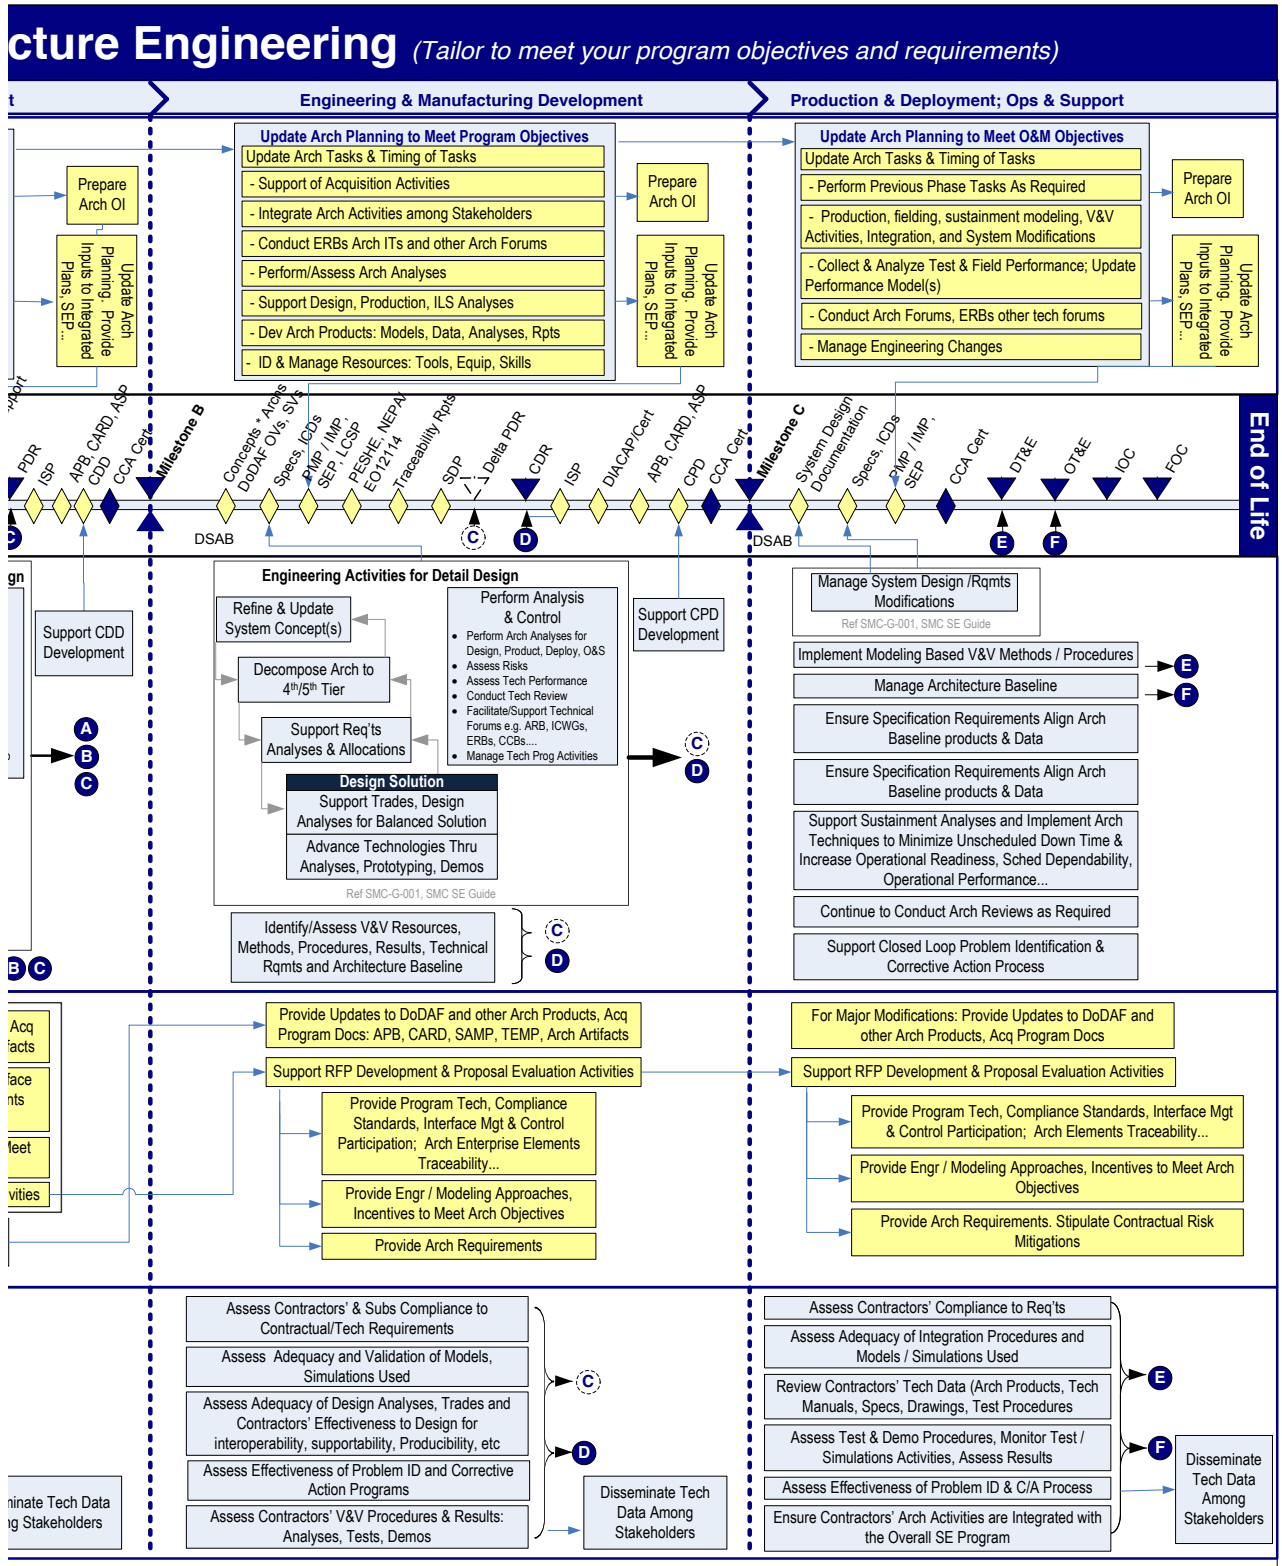 cture Engineering (Tailor to meet your program objectives and requirements)
t
Engineering & Manufacturing Development
Production & Deployment; Ops & Support
Prepare
Arch OI
Update Arch
Planning. Provide
Inputs to Integrated
Plans, SEP...
Update Arch Planning to Meet Program Objectives
Update Arch Tasks & Timing of Tasks
- Support of Acquisition Activities
- Integrate Arch Activities among Stakeholders
- Conduct ERBs Arch ITs and other Arch Forums
- Perform/Assess Arch Analyses
- Support Design, Production, ILS Analyses
- Dev Arch Products: Models, Data, Analyses, Rpts
- ID & Manage Resources: Tools, Equip, Skills
Prepare
Arch OI
Update Arch
Planning. Provide
Inputs to Integrated
Plans, SEP...
Update Arch Planning to Meet O&M Objectives
Update Arch Tasks & Timing of Tasks
- Perform Previous Phase Tasks As Required
- Production, fielding, sustainment modeling, V&V
Activities, Integration, and System Modifications
- Collect & Analyze Test & Field Performance; Update
Performance Model(s)
- Conduct Arch Forums, ERBs other tech forums
- Manage Engineering Changes
Prepare
Arch OI
Update Arch
Planning. Provide
Inputs to Integrated
Plans, SEP...
pport
PDR
ISP
APB, CARD, ASP
CDD
CCA Cert
Milestone B
Concepts * Archs
DoDAF OVs, SVs
Specs, ICDs
PMP / IMP,
SEP, LCSP
PESHE, NEPA/
EO12114
Traceability Rpts
SDP
Delta PDR
CDR
ISP
DIACAP/Cert
APB, CARD, ASP
CPD
CCA Cert
Milestone C
System Design
Documentation
Specs, ICDs
PMP / IMP,
SEP
CCA Cert
DT&E
OT&E
IOC
FOC
End of Life
C
DSAB
C
D
DSAB
E
F
gn
Support CDD
Development
A
B
C
B
C
Engineering Activities for Detail Design
Refine & Update
System Concept(s)
Decompose Arch to
4th/5th Tier
Support Req'ts
Analyses & Allocations
Design Solution
Support Trades, Design
Analyses for Balanced Solution
Advance Technologies Thru
Analyses, Prototyping, Demos
Ref SMC-G-001, SMC SE Guide
Perform Analysis
& Control
• Perform Arch Analyses for
Design, Product, Deploy, O&S
• Assess Risks
• Assess Tech Performance
• Conduct Tech Review
• Facilitate/Support Technical
Forums e.g. ARB, ICWGs,
ERBs, CCBs....
• Manage Tech Prog Activities
Support CPD
Development
C
D
Identify/Assess V&V Resources,
Methods, Procedures, Results, Technical
Rqmts and Architecture Baseline
C
D
Manage System Design /Rqmts
Modifications
Ref SMC-G-001, SMC SE Guide
Implement Modeling Based V&V Methods / Procedures
E
Manage Architecture Baseline
F
Ensure Specification Requirements Align Arch
Baseline products & Data
Ensure Specification Requirements Align Arch
Baseline products & Data
Support Sustainment Analyses and Implement Arch
Techniques to Minimize Unscheduled Down Time &
Increase Operational Readiness, Sched Dependability,
Operational Performance...
Continue to Conduct Arch Reviews as Required
Support Closed Loop Problem Identification &
Corrective Action Process
Acq
facts
face
nts
Meet
vities
Provide Updates to DoDAF and other Arch Products, Acq
Program Docs: APB, CARD, SAMP, TEMP, Arch Artifacts
Support RFP Development & Proposal Evaluation Activities
Provide Program Tech, Compliance
Standards, Interface Mgt & Control
Participation; Arch Enterprise Elements
Traceability...
Provide Engr / Modeling Approaches,
Incentives to Meet Arch Objectives
Provide Arch Requirements
For Major Modifications: Provide Updates to DoDAF and
other Arch Products, Acq Program Docs
Support RFP Development & Proposal Evaluation Activities
Provide Program Tech, Compliance Standards, Interface Mgt
& Control Participation; Arch Elements Traceability...
Provide Engr / Modeling Approaches, Incentives to Meet Arch
Objectives
Provide Arch Requirements. Stipulate Contractual Risk
Mitigations
minate Tech Data
ng Stakeholders
Assess Contractors' & Subs Compliance to
Contractual/Tech Requirements
Assess Adequacy and Validation of Models,
Simulations Used
Assess Adequacy of Design Analyses, Trades and
Contractors' Effectiveness to Design for
interoperability, supportability, Producibility, etc
Assess Effectiveness of Problem ID and Corrective
Action Programs
Assess Contractors' V&V Procedures & Results:
Analyses, Tests, Demos
C
D
Disseminate Tech
Data Among
Stakeholders
Assess Contractors' Compliance to Req'ts
Assess Adequacy of Integration Procedures and
Models / Simulations Used
Review Contractors' Tech Data (Arch Products, Tech
Manuals, Specs, Drawings, Test Procedures
Assess Test & Demo Procedures, Monitor Test /
Simulations Activities, Assess Results
Assess Effectiveness of Problem ID & C/A Process
Ensure Contractors' Arch Activities are Integrated with
the Overall SE Program
E
F
Disseminate
Tech Data
Among
Stakeholders